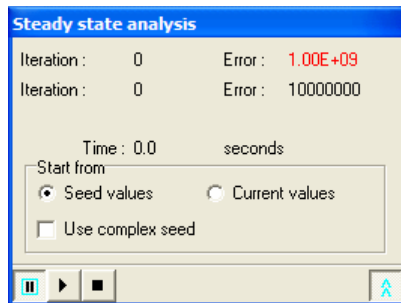 Steady state analysis
Iteration : 0 Error : 1.00E+09
Iteration : 0 Error : 10000000
Time : 0.0 seconds
Start from
Seed values Current values
Use complex seed